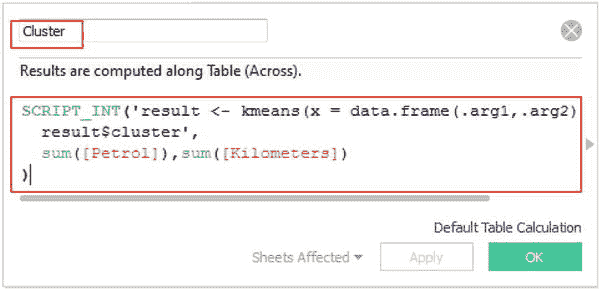 Cluster
Results are computed along Table (Across).
SCRIPT_INT('result <- kmeans(x = data.frame(.arg1,.arg2)
result$cluster',
sum([Petrol]),sum([Kilometers])
)
Default Table Calculation
Sheets Affected Apply OK